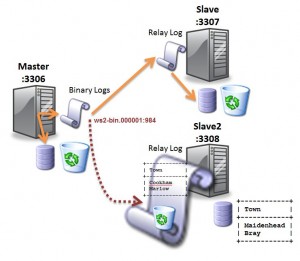 Slave
:3307
Relay Log
Master
:3306
Binary Logs
ws2-bin.000001:984
Slave2
:3308
Relay Log
Town
Cookham
Marlow
Town
Maidenhead
Bray